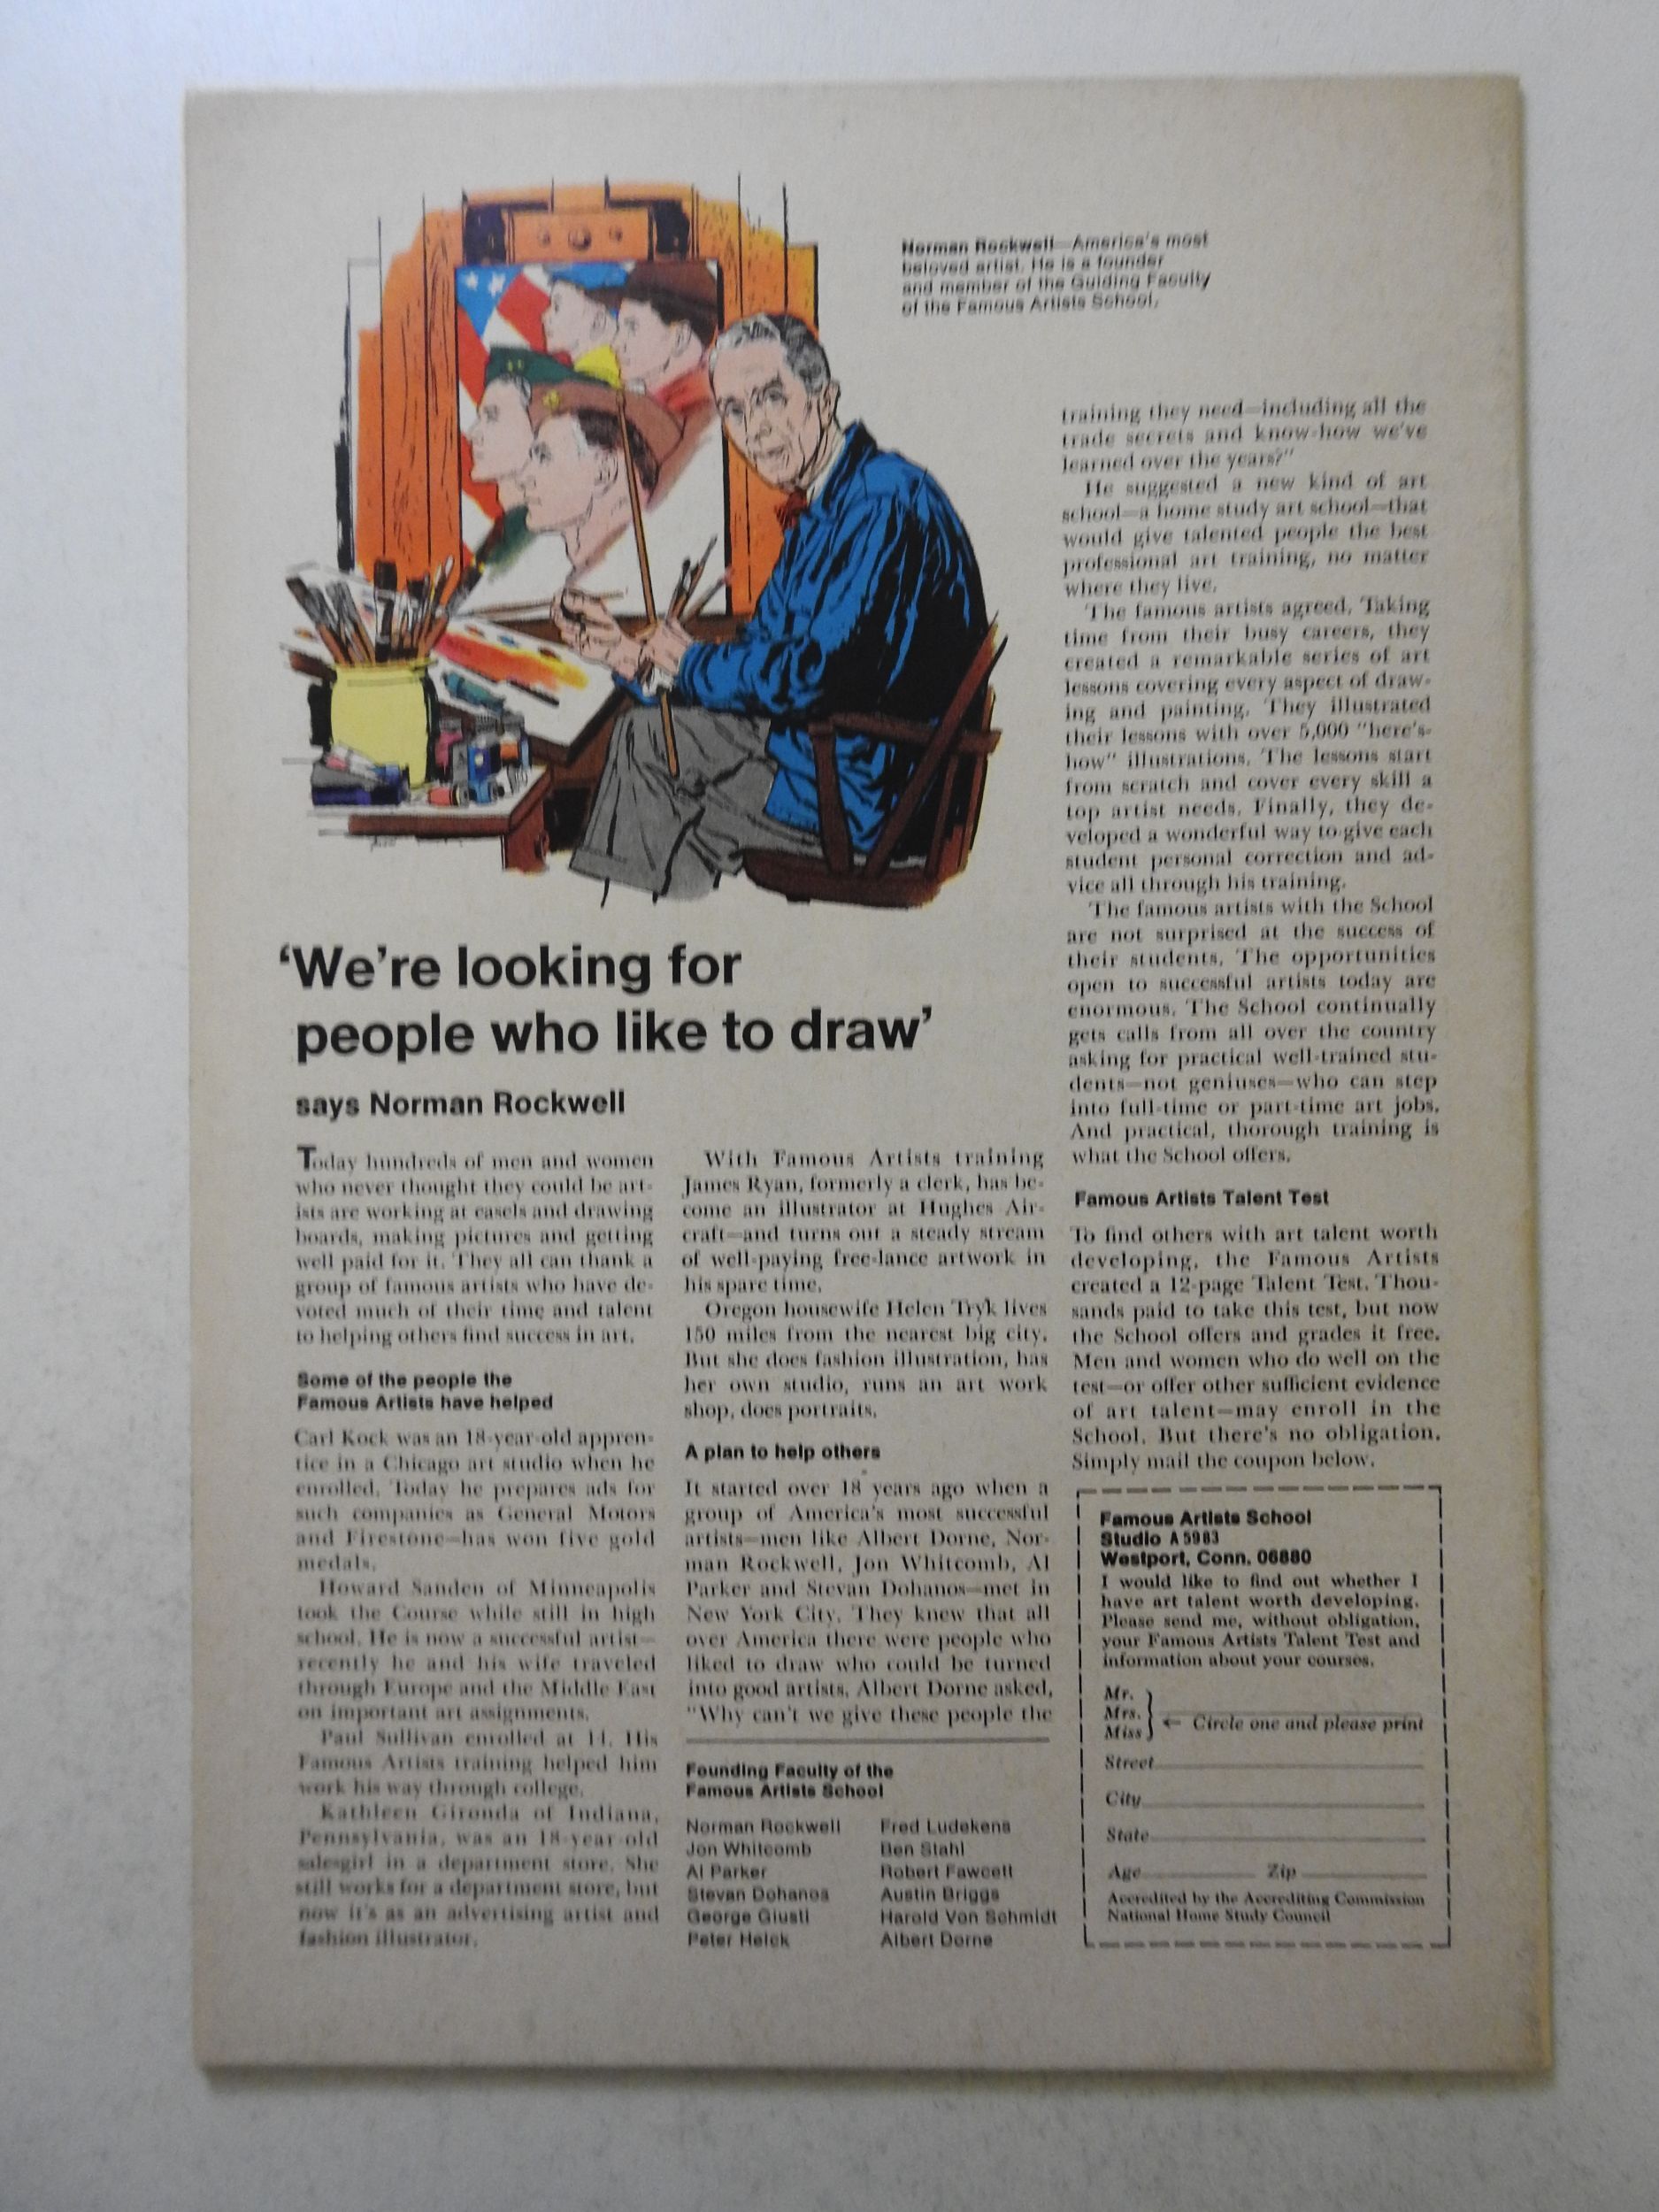 Norman Rockwell—America's most
beloved artist. He is a founder
and member of the Guiding Faculty
of the Famous Artists School.
'We're looking for
people who like to draw'
says Norman Rockwell
Today hundreds of men and women
who never thought they could be art-
ists are working at easels and drawing
boards, making pictures and getting
well paid for it. They all can thank a
group of famous artists who have de-
voted much of their time and talent
to helping others find success in art.
Some of the people the
Famous Artists have helped
Carl Kock was an 18-year-old appren-
tice in a Chicago art studio when he
enrolled. Today he prepares ads for
such companies as General Motors
and Firestone—has won five gold
medals.
Howard Sanden of Minneapolis
took the Course while still in high
school. He is now a successful artist—
recently he and his wife traveled
through Europe and the Middle East
on important art assignments.
Paul Sullivan enrolled at 14. His
Famous Artists training helped him
work his way through college.
Kathleen Gironda of Indiana,
Pennsylvania, was an 18-year-old
salesgirl in a department store. She
still works for a department store, but
now it's as an advertising artist and
fashion illustrator.
With Famous Artists training
James Ryan, formerly a clerk, has be-
come an illustrator at Hughes Air-
craft—and turns out a steady stream
of well-paying free-lance artwork in
his spare time.
Oregon housewife Helen Tryk lives
150 miles from the nearest big city.
But she does fashion illustration, has
her own studio, runs an art work
shop, does portraits.
A plan to help others
It started over 18 years ago when a
group of America's most successful
artists—men like Albert Dorne, Nor-
man Rockwell, Jon Whitcomb, Al
Parker and Stevan Dohanos—met in
New York City. They knew that all
over America there were people who
liked to draw who could be turned
into good artists. Albert Dorne asked,
"Why can't we give these people the
training they need—including all the
trade secrets and know-how we've
learned over the years?"
He suggested a new kind of art
school—a home study art school—that
would give talented people the best
professional art training, no matter
where they live.
The famous artists agreed. Taking
time from their busy careers, they
created a remarkable series of art
lessons covering every aspect of draw-
ing and painting. They illustrated
their lessons with over 5,000 "here's-
how" illustrations. The lessons start
from scratch and cover every skill a
top artist needs. Finally, they de-
veloped a wonderful way to give each
student personal correction and ad-
vice all through his training.
The famous artists with the School
are not surprised at the success of
their students. The opportunities
open to successful artists today are
enormous. The School continually
gets calls from all over the country
asking for practical well-trained stu-
dents—not geniuses—who can step
into full-time or part-time art jobs.
And practical, thorough training is
what the School offers.
Famous Artists Talent Test
To find others with art talent worth
developing, the Famous Artists
created a 12-page Talent Test. Thou-
sands paid to take this test, but now
the School offers and grades it free.
Men and women who do well on the
test—or offer other sufficient evidence
of art talent—may enroll in the
School. But there's no obligation.
Simply mail the coupon below.
Founding Faculty of the
Famous Artists School
Norman Rockwell
Jon Whitcomb
Al Parker
Stevan Dohanos
George Giusti
Peter Helck
Fred Ludekens
Ben Stahl
Robert Fawcett
Austin Briggs
Harold Von Schmidt
Albert Dorne
Famous Artists School
Studio A 5983
Westport, Conn. 06880
I would like to find out whether I
have art talent worth developing.
Please send me, without obligation,
your Famous Artists Talent Test and
information about your courses.
Mr.
Mrs.
Miss
← Circle one and please print
Street
City
State
Age Zip
Accredited by the Accrediting Commission
National Home Study Council